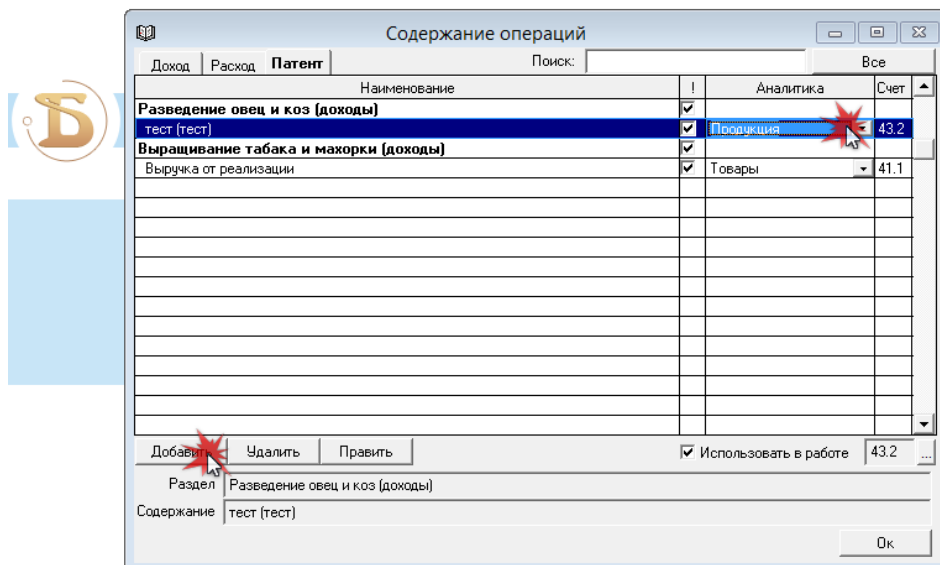 Содержание операций
Доход Расход Патент Поиск: Все
Наименование ! Аналитика Счет
Разведение овец и коз (доходы)
тест (тест) Продукция 43.2
Выращивание табака и махорки (доходы)
Выручка от реализации Товары 41.1
Добавить Удалить Править Использовать в работе 43.2 ...
Раздел Разведение овец и коз (доходы)
Содержание тест (тест)
Ок
Б